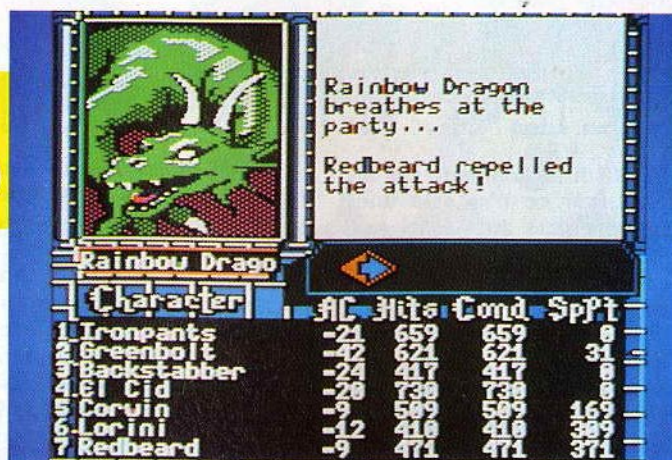 Rainbow Dragon
breathes at the
party...
Redbeard repelled
the attack!
Rainbow Drago
Character AC Hits Cond SpPt
1 Ironpants -21 659 659 0
2 Greenbolt -42 621 621 31
3 Backstabber -24 417 417 0
4 El Cid -20 730 730 0
5 Corwin -9 509 509 169
6 Lorini -12 410 410 309
7 Redbeard -9 471 471 371